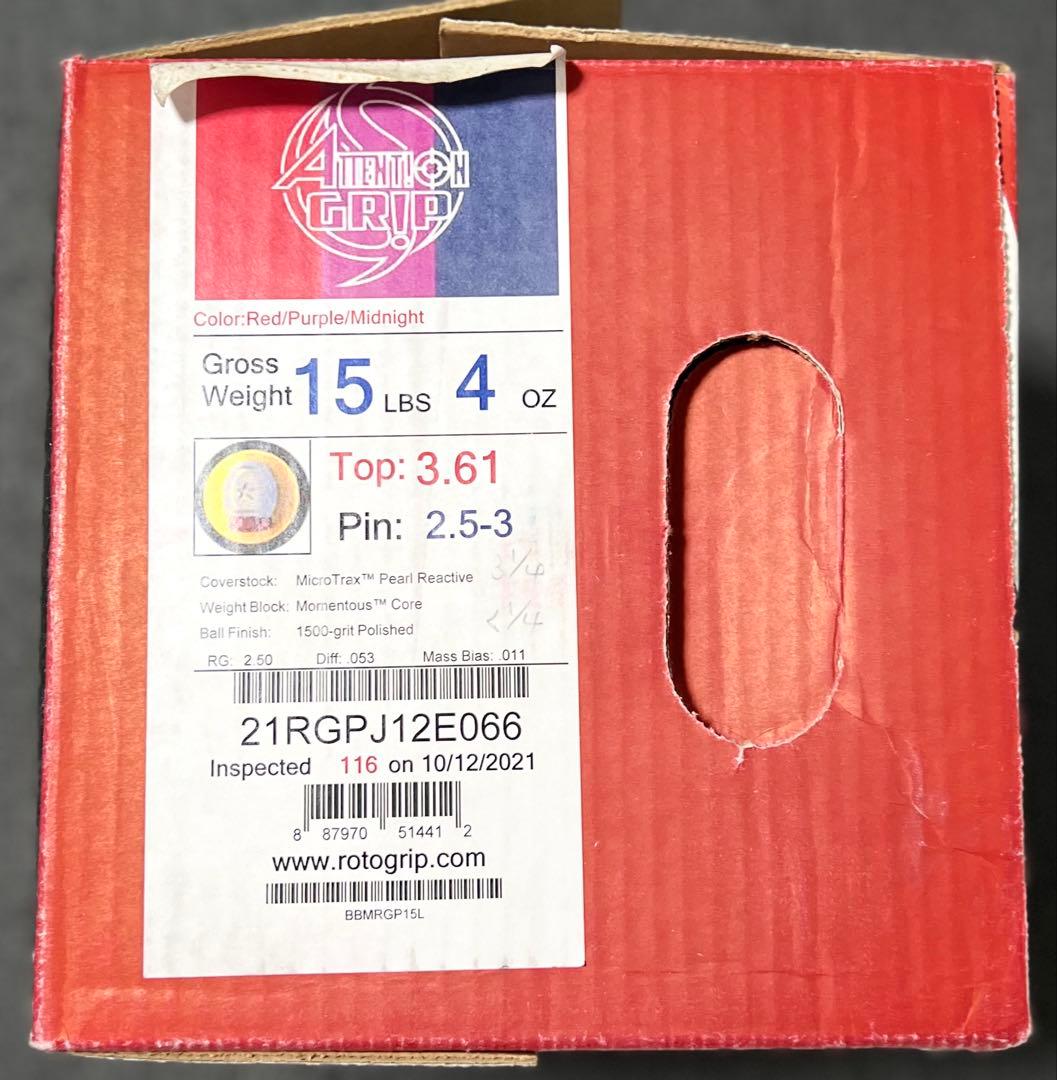 ATTENT!ON
GR!P
Color:Red/Purple/Midnight
Gross Weight 15 LBS 4 OZ
Top: 3.61
Pin: 2.5-3
Coverstock: MicroTrax™ Pearl Reactive
3 1/4
Weight Block: Momentous™ Core
2 1/4
Ball Finish: 1500-grit Polished
RG: 2.50 Diff: .053 Mass Bias: .011
21RGPJ12E066
Inspected 116 on 10/12/2021
8 87970 51441 2
www.rotogrip.com
BBMRGP15L